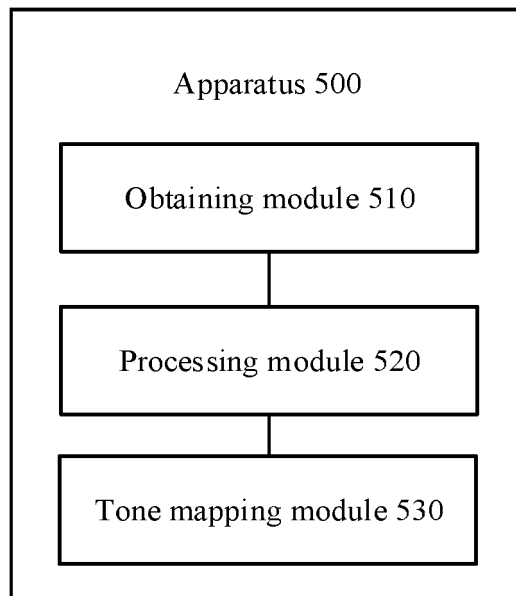 Apparatus 500
Obtaining module 510
Processing module 520
Tone mapping module 530